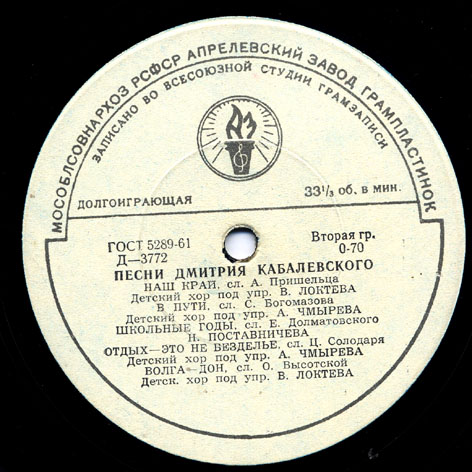 МОСОБЛСОВНАРХОЗ РСФСР АПРЕЛЕВСКИЙ ЗАВОД ГРАМПЛАСТИНОК
ЗАПИСАНО ВО ВСЕСОЮЗНОЙ СТУДИИ ГРАМЗАПИСИ
АЗ
ДОЛГОИГРАЮЩАЯ 33 1/3 об. в мин.
ГОСТ 5289-61 Вторая гр.
Д—3772 0-70
ПЕСНИ ДМИТРИЯ КАБАЛЕВСКОГО
НАШ КРАЙ, сл. А. Пришельца
Детский хор под упр. В. ЛОКТЕВА
В ПУТИ, сл. С. Богомазова
Детский хор под упр. А. ЧМЫРЕВА
ШКОЛЬНЫЕ ГОДЫ, сл. Е. Долматовского
Н. ПОСТАВНИЧЕВА
ОТДЫХ—ЭТО НЕ БЕЗДЕЛЬЕ, сл. Ц. Солодаря
Детский хор под упр. А. ЧМЫРЕВА
ВОЛГА—ДОН, сл. О. Высотской
Детск. хор под упр. В. ЛОКТЕВА